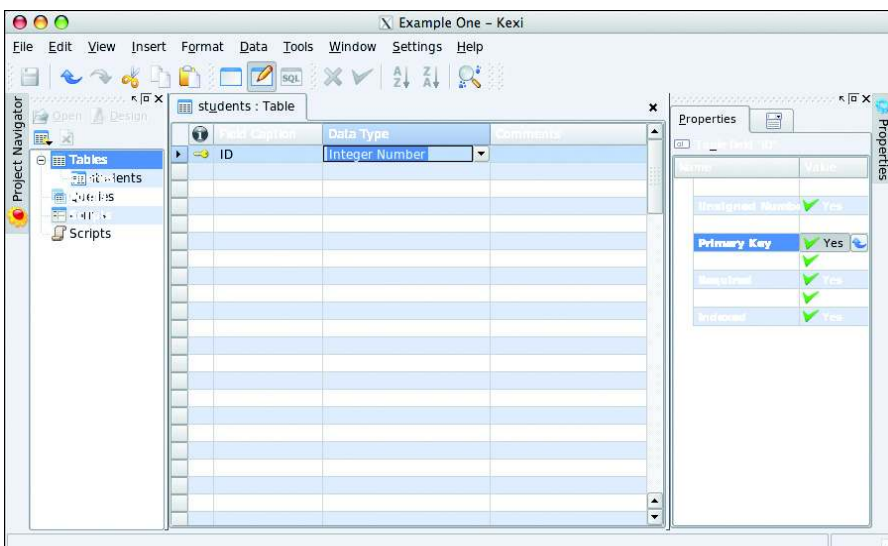 Example One – Kexi
File Edit View Insert Format Data Tools Window Settings Help
SQL
A Z Z A
Project Navigator
Open Design
Tables
Queries
Scripts
students : Table
Field Caption Data Type Comments
ID Integer Number
Properties
Properties
Name Value
Unsigned Number Yes
Primary Key Yes
Required Yes
Indexed Yes